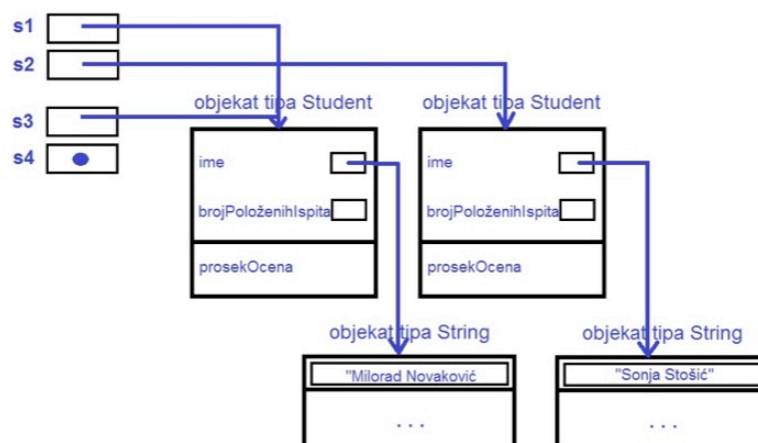 s1
s2
s3
s4
objekat tipa Student
objekat tipa Student
ime
brojPoloženihIspita
prosekOcena
ime
brojPoloženihIspita
prosekOcena
objekat tipa String
objekat tipa String
"Milorad Novaković
"Sonja Stošić"
. . .
. . .